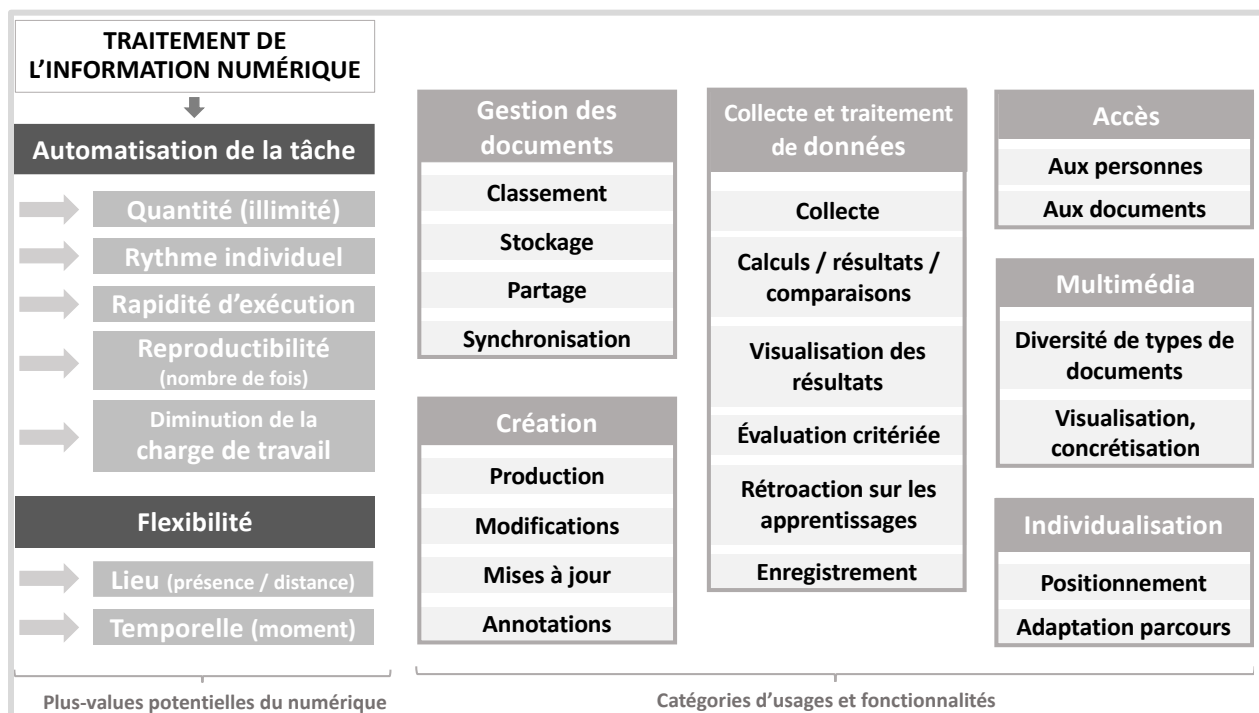 TRAITEMENT DE
L’INFORMATION NUMÉRIQUE
Automatisation de la tâche
Quantité (illimité)
Rythme individuel
Rapidité d’exécution
Reproductibilité
(nombre de fois)
Diminution de la
charge de travail
Flexibilité
Lieu (présence / distance)
Temporelle (moment)
Plus-values potentielles du numérique
Gestion des
documents
Classement
Stockage
Partage
Synchronisation
Création
Production
Modifications
Mises à jour
Annotations
Collecte et traitement
de données
Collecte
Calculs / résultats /
comparaisons
Visualisation des
résultats
Évaluation critériée
Rétroaction sur les
apprentissages
Enregistrement
Accès
Aux personnes
Aux documents
Multimédia
Diversité de types de
documents
Visualisation,
concrétisation
Individualisation
Positionnement
Adaptation parcours
Catégories d’usages et fonctionnalités